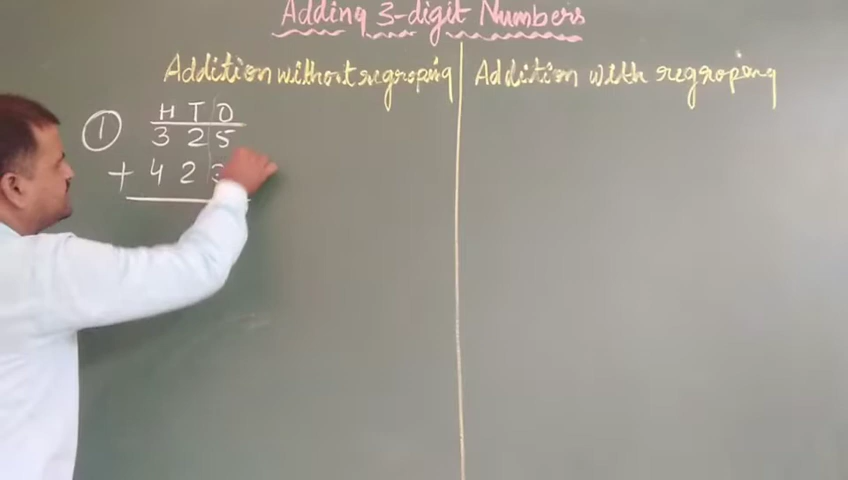 Adding 3-digit Numbers
Addition without regroping
Addition with regroping
1
H T O
3 2 5
+ 4 2